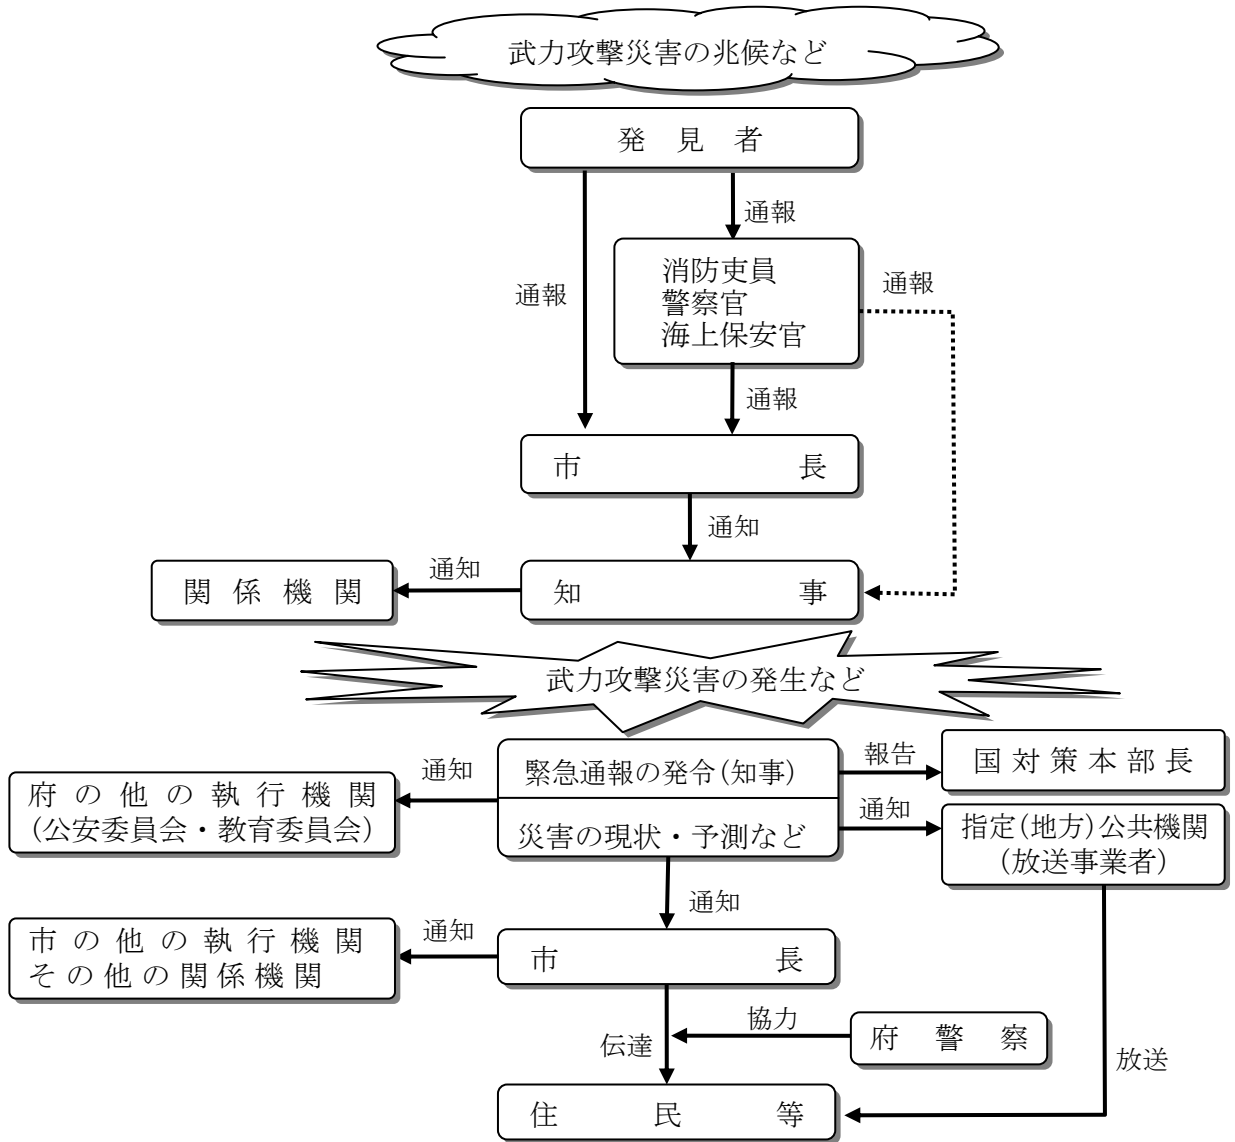 武力攻撃災害の兆候など
発見者
通報
消防吏員
警察官
海上保安官
通報
通報
通報
市長
通知
関係機関
通知
知事
武力攻撃災害の発生など
緊急通報の発令(知事)
災害の現状・予測など
報告
国対策本部長
通知
府の他の執行機関
(公安委員会・教育委員会)
通知
指定(地方)公共機関
(放送事業者)
通知
市の他の執行機関
その他の関係機関
通知
市長
協力
府警察
伝達
放送
住民等